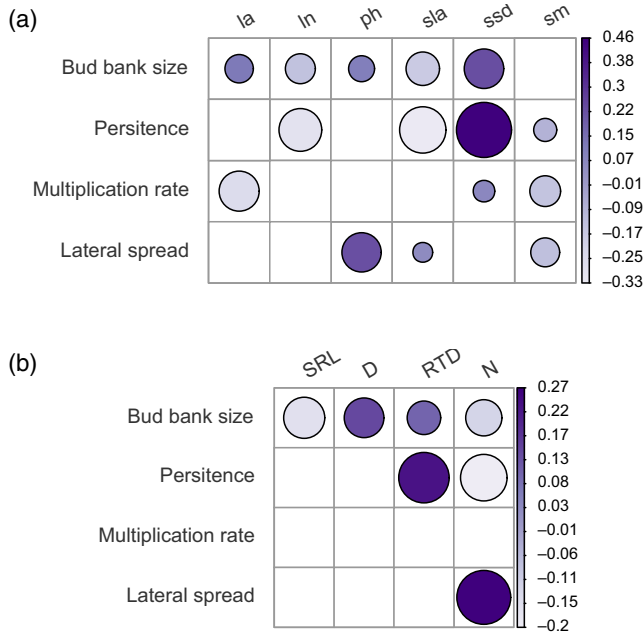 (a)
la ln ph sla ssd sm
Bud bank size
Persitence
Multiplication rate
Lateral spread
0.46
0.38
0.3
0.22
0.15
0.07
−0.01
−0.09
−0.17
−0.25
−0.33
(b)
SRL D RTD N
Bud bank size
Persitence
Multiplication rate
Lateral spread
0.27
0.22
0.17
0.13
0.08
0.03
−0.01
−0.06
−0.11
−0.15
−0.2